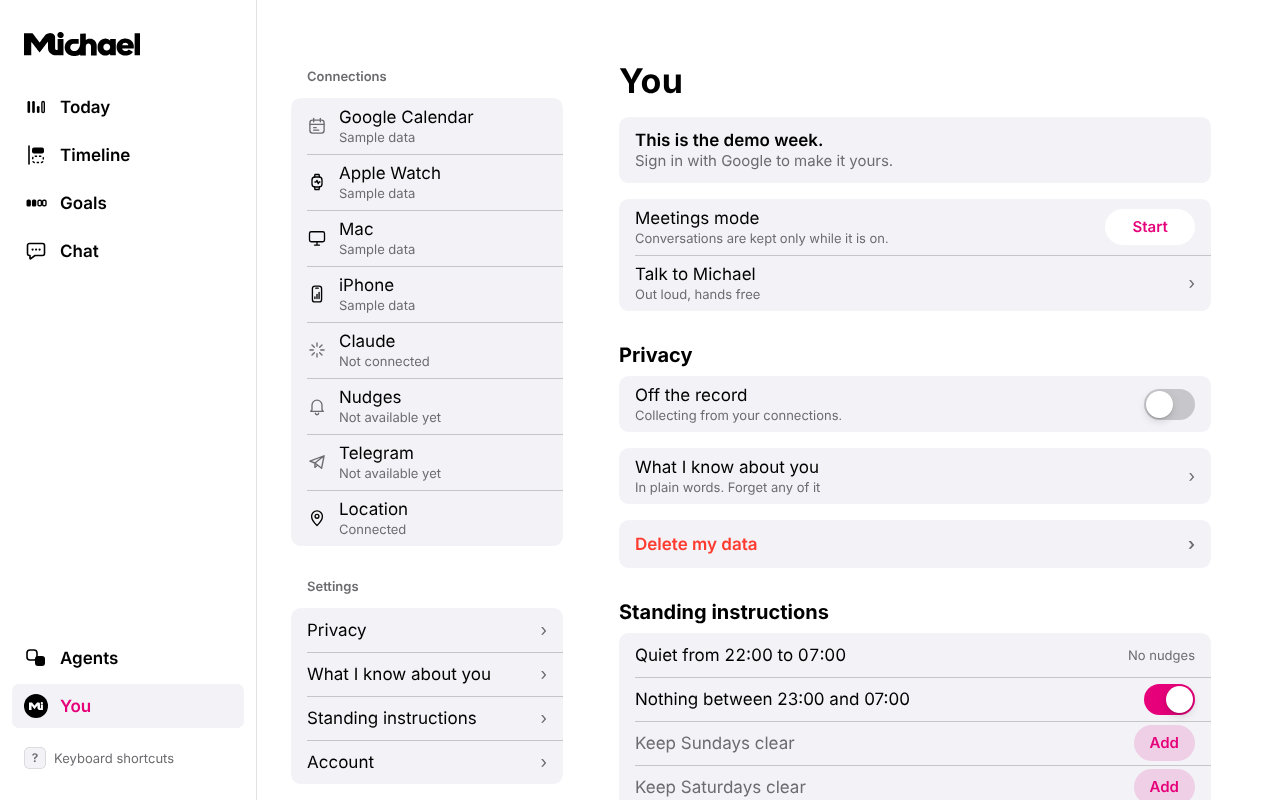 Michael
Today
Timeline
Goals
Chat
Agents
Mi
You
?
Keyboard shortcuts
Connections
Google Calendar
Sample data
Apple Watch
Sample data
Mac
Sample data
iPhone
Sample data
Claude
Not connected
Nudges
Not available yet
Telegram
Not available yet
Location
Connected
Settings
Privacy
What I know about you
Standing instructions
Account
You
This is the demo week.
Sign in with Google to make it yours.
Meetings mode
Conversations are kept only while it is on.
Start
Talk to Michael
Out loud, hands free
Privacy
Off the record
Collecting from your connections.
What I know about you
In plain words. Forget any of it
Delete my data
Standing instructions
Quiet from 22:00 to 07:00
No nudges
Nothing between 23:00 and 07:00
Keep Sundays clear
Add
Keep Saturdays clear
Add